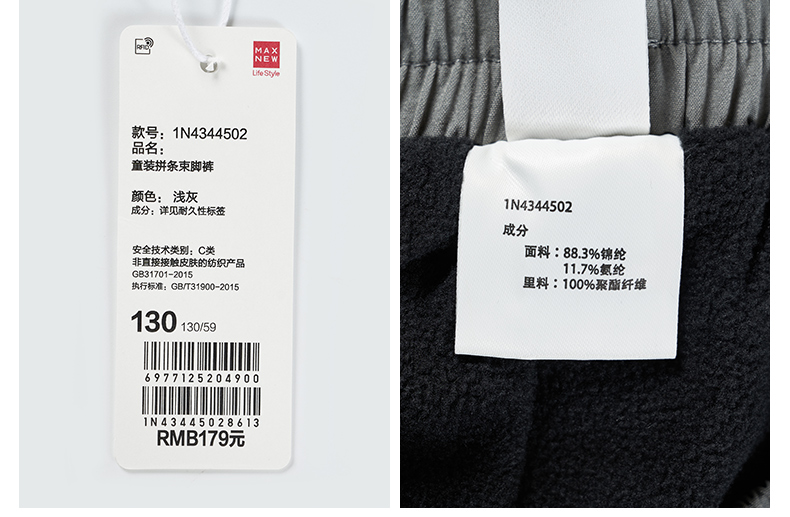 RFID
MAX
NEW
Life Style
款号：1N4344502
品名：
童装拼条束脚裤
颜色：浅灰
成分：详见耐久性标签
安全技术类别：C类
非直接接触皮肤的纺织产品
GB31701-2015
执行标准：GB/T31900-2015
130 130/59
6977125204900
1N43445028613
RMB179元
1N4344502
成分
面料：88.3%锦纶
11.7%氨纶
里料：100%聚酯纤维